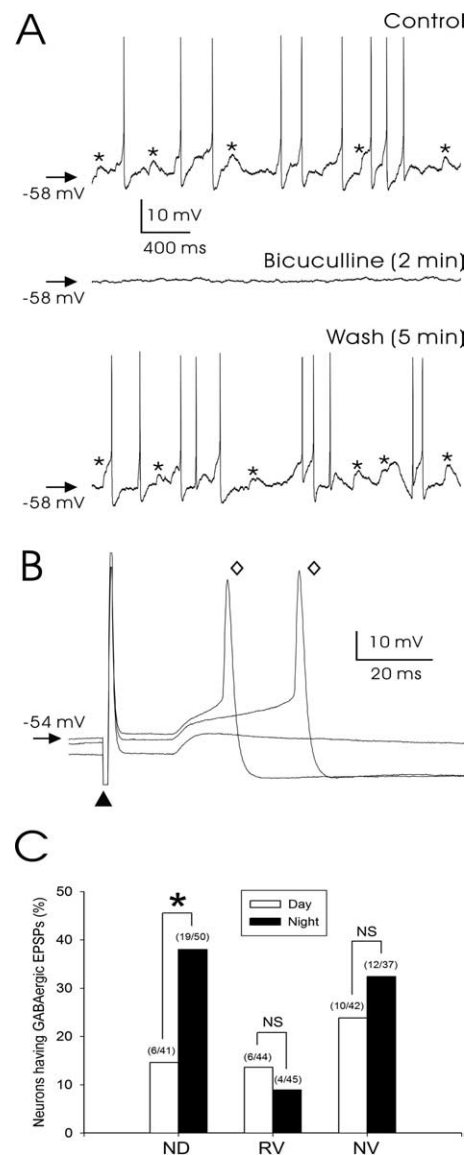 A
Control
* * * * *
-58 mV
10 mV
400 ms
Bicuculline (2 min)
-58 mV
Wash (5 min)
* * * * * *
-58 mV
B
-54 mV
10 mV
20 ms
C
Neurons having GABAergic EPSPs (%)
50
40
30
20
10
0
Day
Night
*
(19/50)
(6/41)
NS
(6/44)
(4/45)
NS
(12/37)
(10/42)
ND RV NV